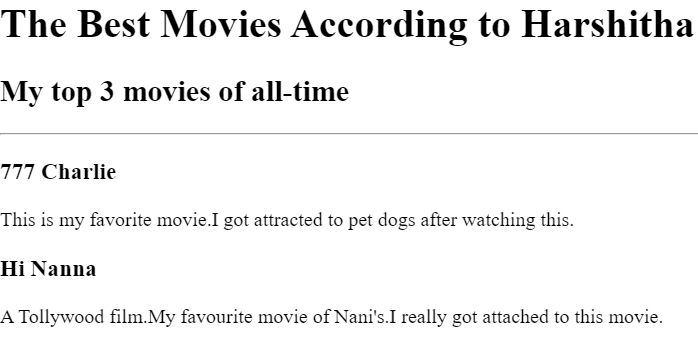 The Best Movies According to Harshitha
My top 3 movies of all-time
777 Charlie
This is my favorite movie.I got attracted to pet dogs after watching this.
Hi Nanna
A Tollywood film.My favourite movie of Nani's.I really got attached to this movie.